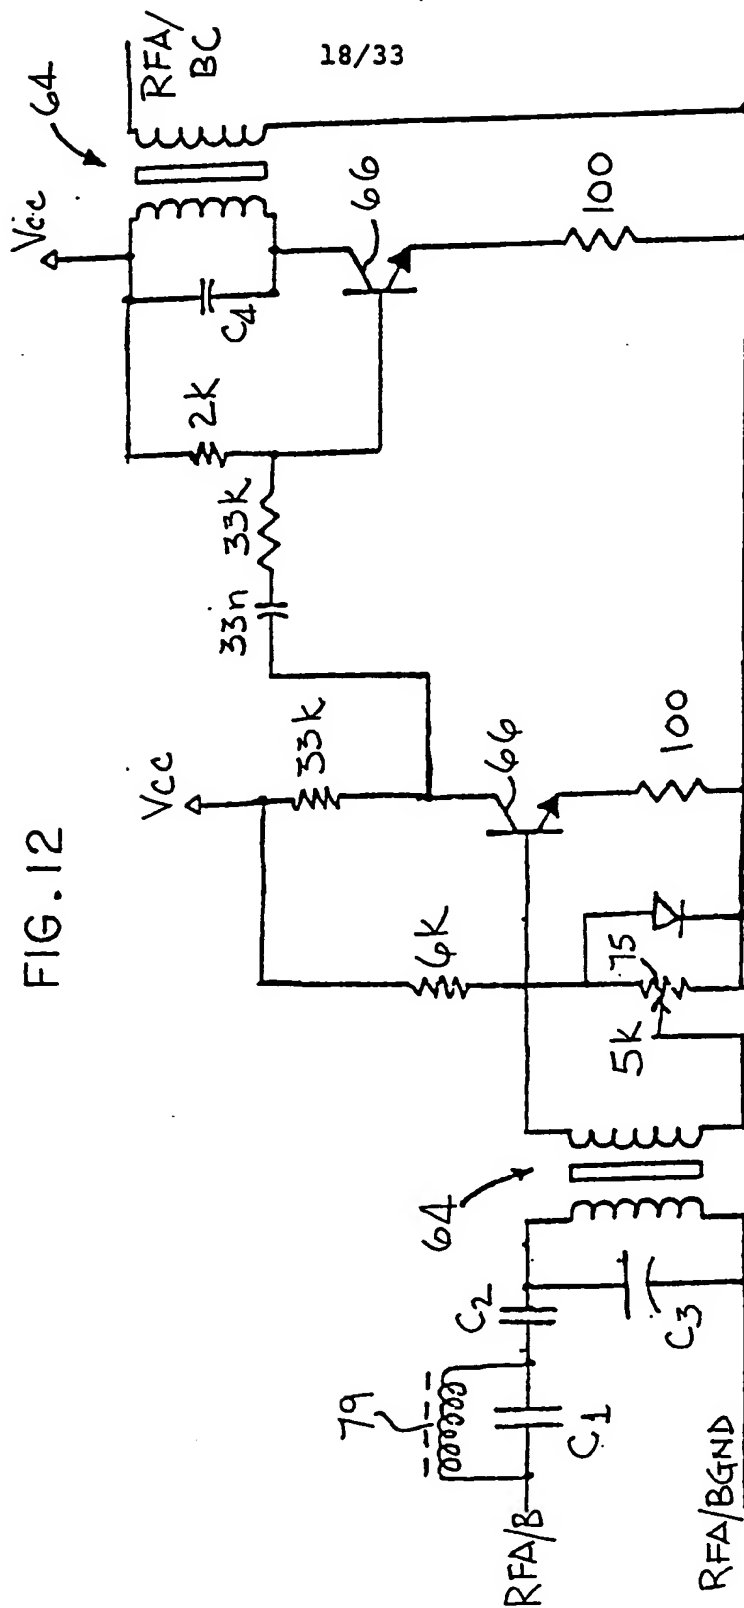 18/33
FIG. 12
RFA/B
RFA/BGND
79
C1
C2
C3
64
6K
5K
75
Vcc
33K
66
100
33n
33K
2K
C4
Vcc
66
100
64
RFA/
BC